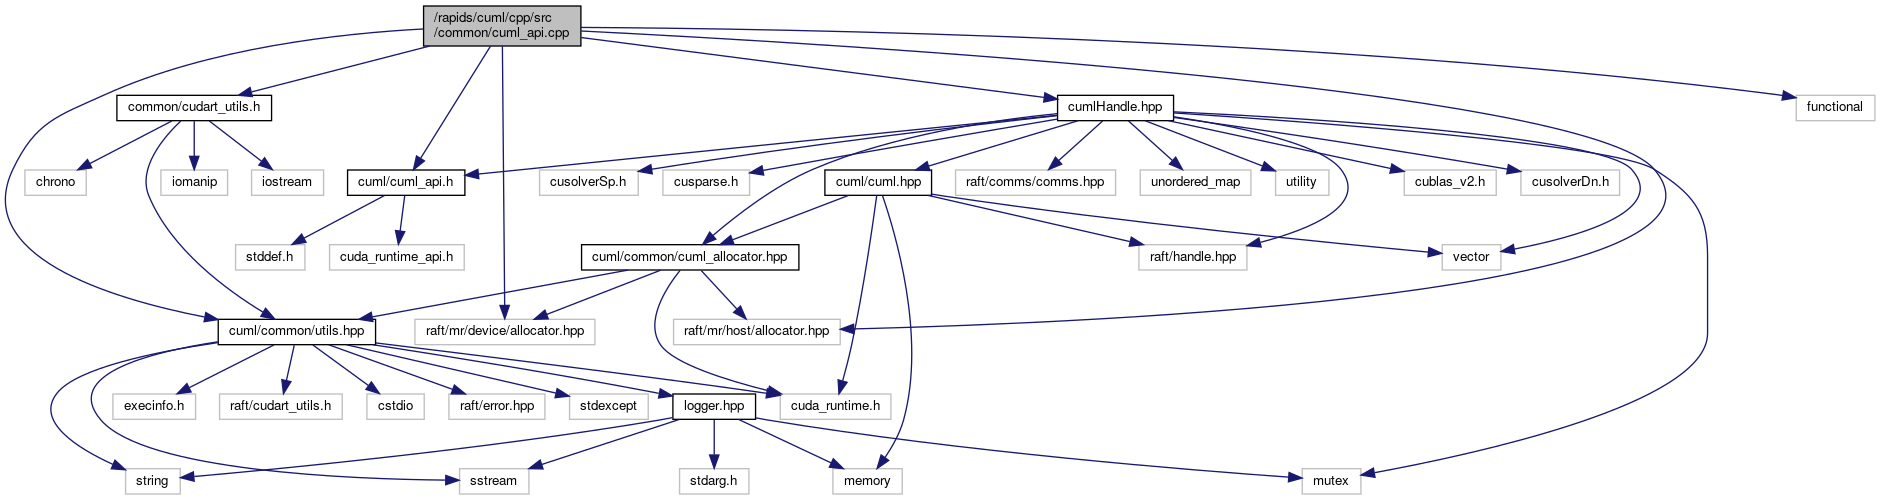 /rapids/cuml/cpp/src
/common/cuml_api.cpp
common/cudart_utils.h
cumlHandle.hpp
functional
chrono
iomanip
iostream
cuml/cuml_api.h
cusolverSp.h
cusparse.h
cuml/cuml.hpp
raft/comms/comms.hpp
unordered_map
utility
cublas_v2.h
cusolverDn.h
stddef.h
cuda_runtime_api.h
cuml/common/cuml_allocator.hpp
raft/handle.hpp
vector
cuml/common/utils.hpp
raft/mr/device/allocator.hpp
raft/mr/host/allocator.hpp
execinfo.h
raft/cudart_utils.h
cstdio
raft/error.hpp
stdexcept
logger.hpp
cuda_runtime.h
string
sstream
stdarg.h
memory
mutex